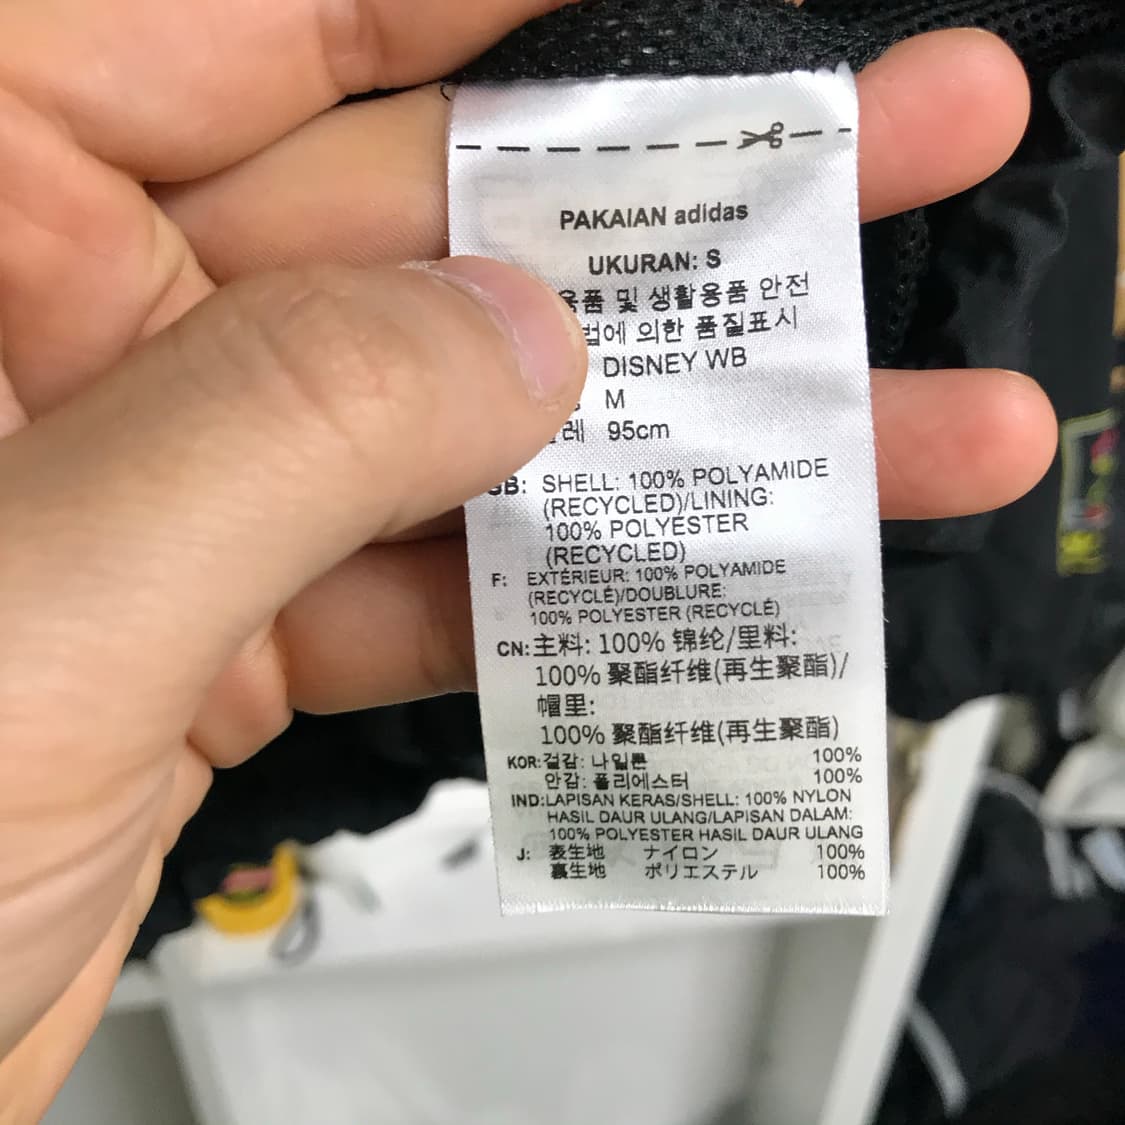 PAKAIAN adidas
UKURAN: S
용품 및 생활용품 안전
법에 의한 품질표시
DISNEY WB
M
레 95cm
GB: SHELL: 100% POLYAMIDE
(RECYCLED)/LINING:
100% POLYESTER
(RECYCLED)
F: EXTÉRIEUR: 100% POLYAMIDE
(RECYCLÉ)/DOUBLURE:
100% POLYESTER (RECYCLÉ)
CN: 主料: 100% 锦纶/里料:
100% 聚酯纤维(再生聚酯)/
帽里:
100% 聚酯纤维(再生聚酯)
KOR: 겉감: 나일론 100%
안감: 폴리에스터 100%
IND: LAPISAN KERAS/SHELL: 100% NYLON
HASIL DAUR ULANG/LAPISAN DALAM:
100% POLYESTER HASIL DAUR ULANG
J: 表生地 ナイロン 100%
裏生地 ポリエステル 100%